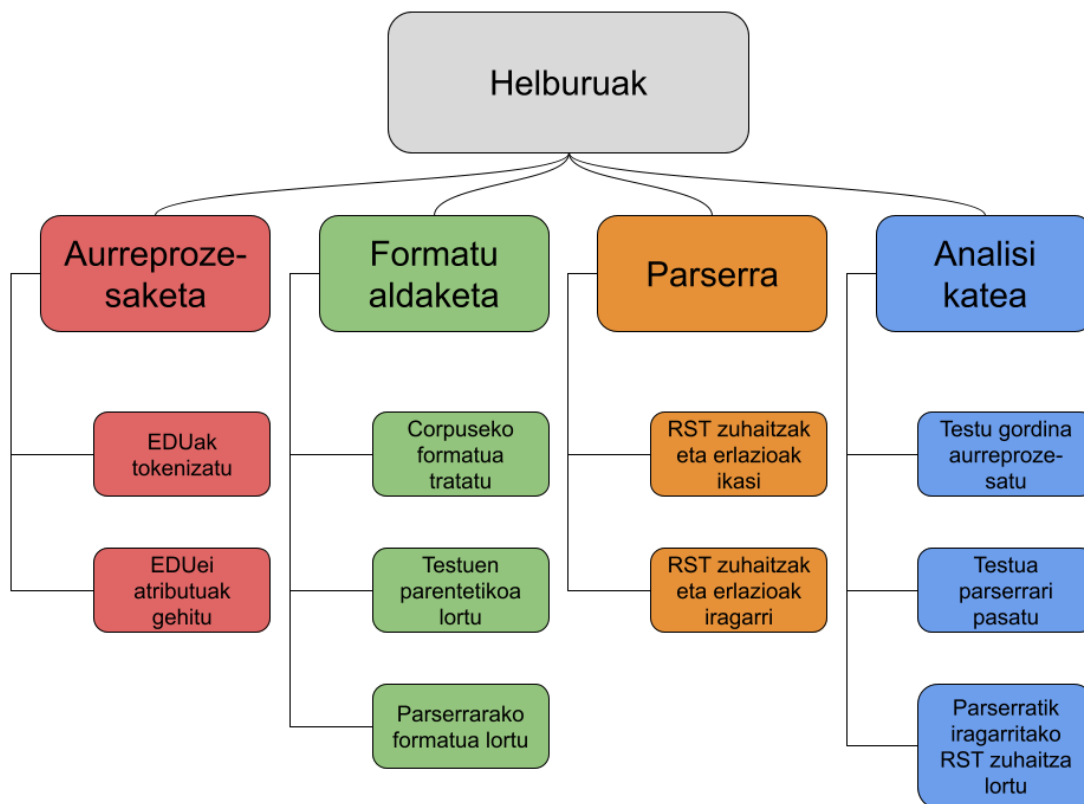 Helburuak
Aurreproze-
saketa
Formatu
aldaketa
Parserra
Analisi
katea
EDUak
tokenizatu
Corpuseko
formatua
tratatu
RST zuhaitzak
eta erlazioak
ikasi
Testu gordina
aurreproze-
satu
EDUei
atributuak
gehitu
Testuen
parentetikoa
lortu
RST zuhaitzak
eta erlazioak
iragarri
Testua
parserrari
pasatu
Parserrarako
formatua lortu
Parserratik
iragarritako
RST zuhaitza
lortu